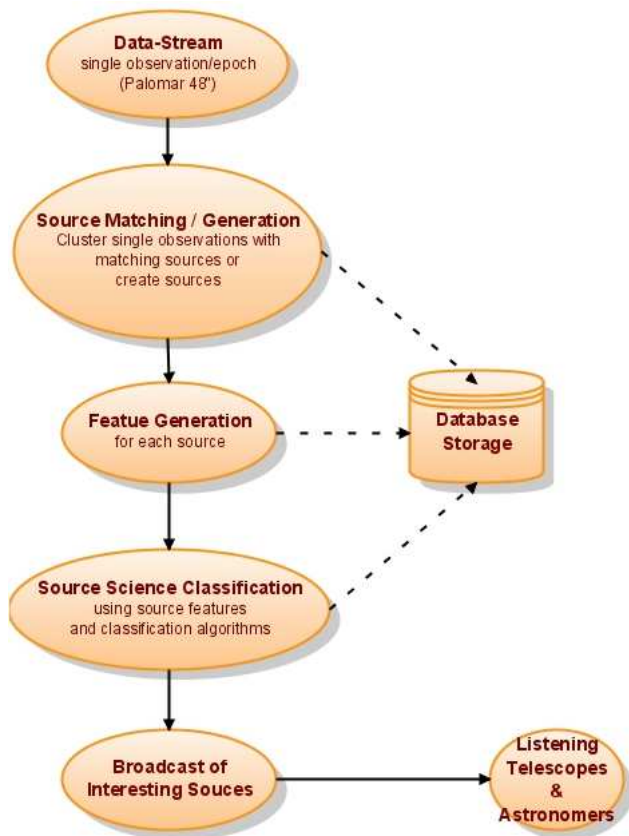 Data-Stream
single observation/epoch
(Palomar 48")
Source Matching / Generation
Cluster single observations with
matching sources or
create sources
Featue Generation
for each source
Database
Storage
Source Science Classification
using source features
and classification algorithms
Broadcast of
Interesting Souces
Listening
Telescopes
&
Astronomers